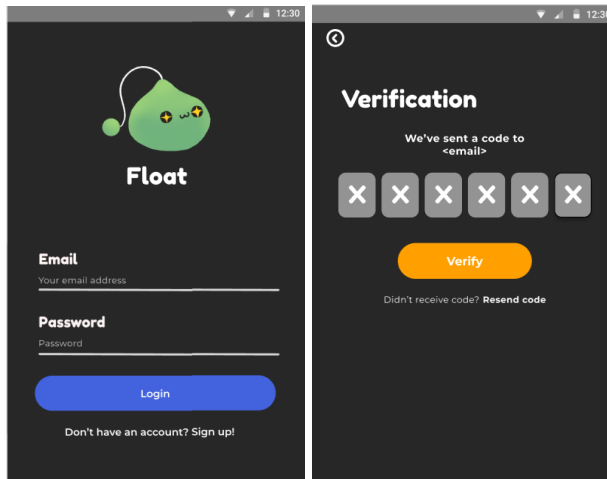 12:30
Float
Email
Your email address
Password
Password
Login
Don't have an account? Sign up!
12:30
Verification
We've sent a code to
<email>
X X X X X X
Verify
Didn't receive code? Resend code